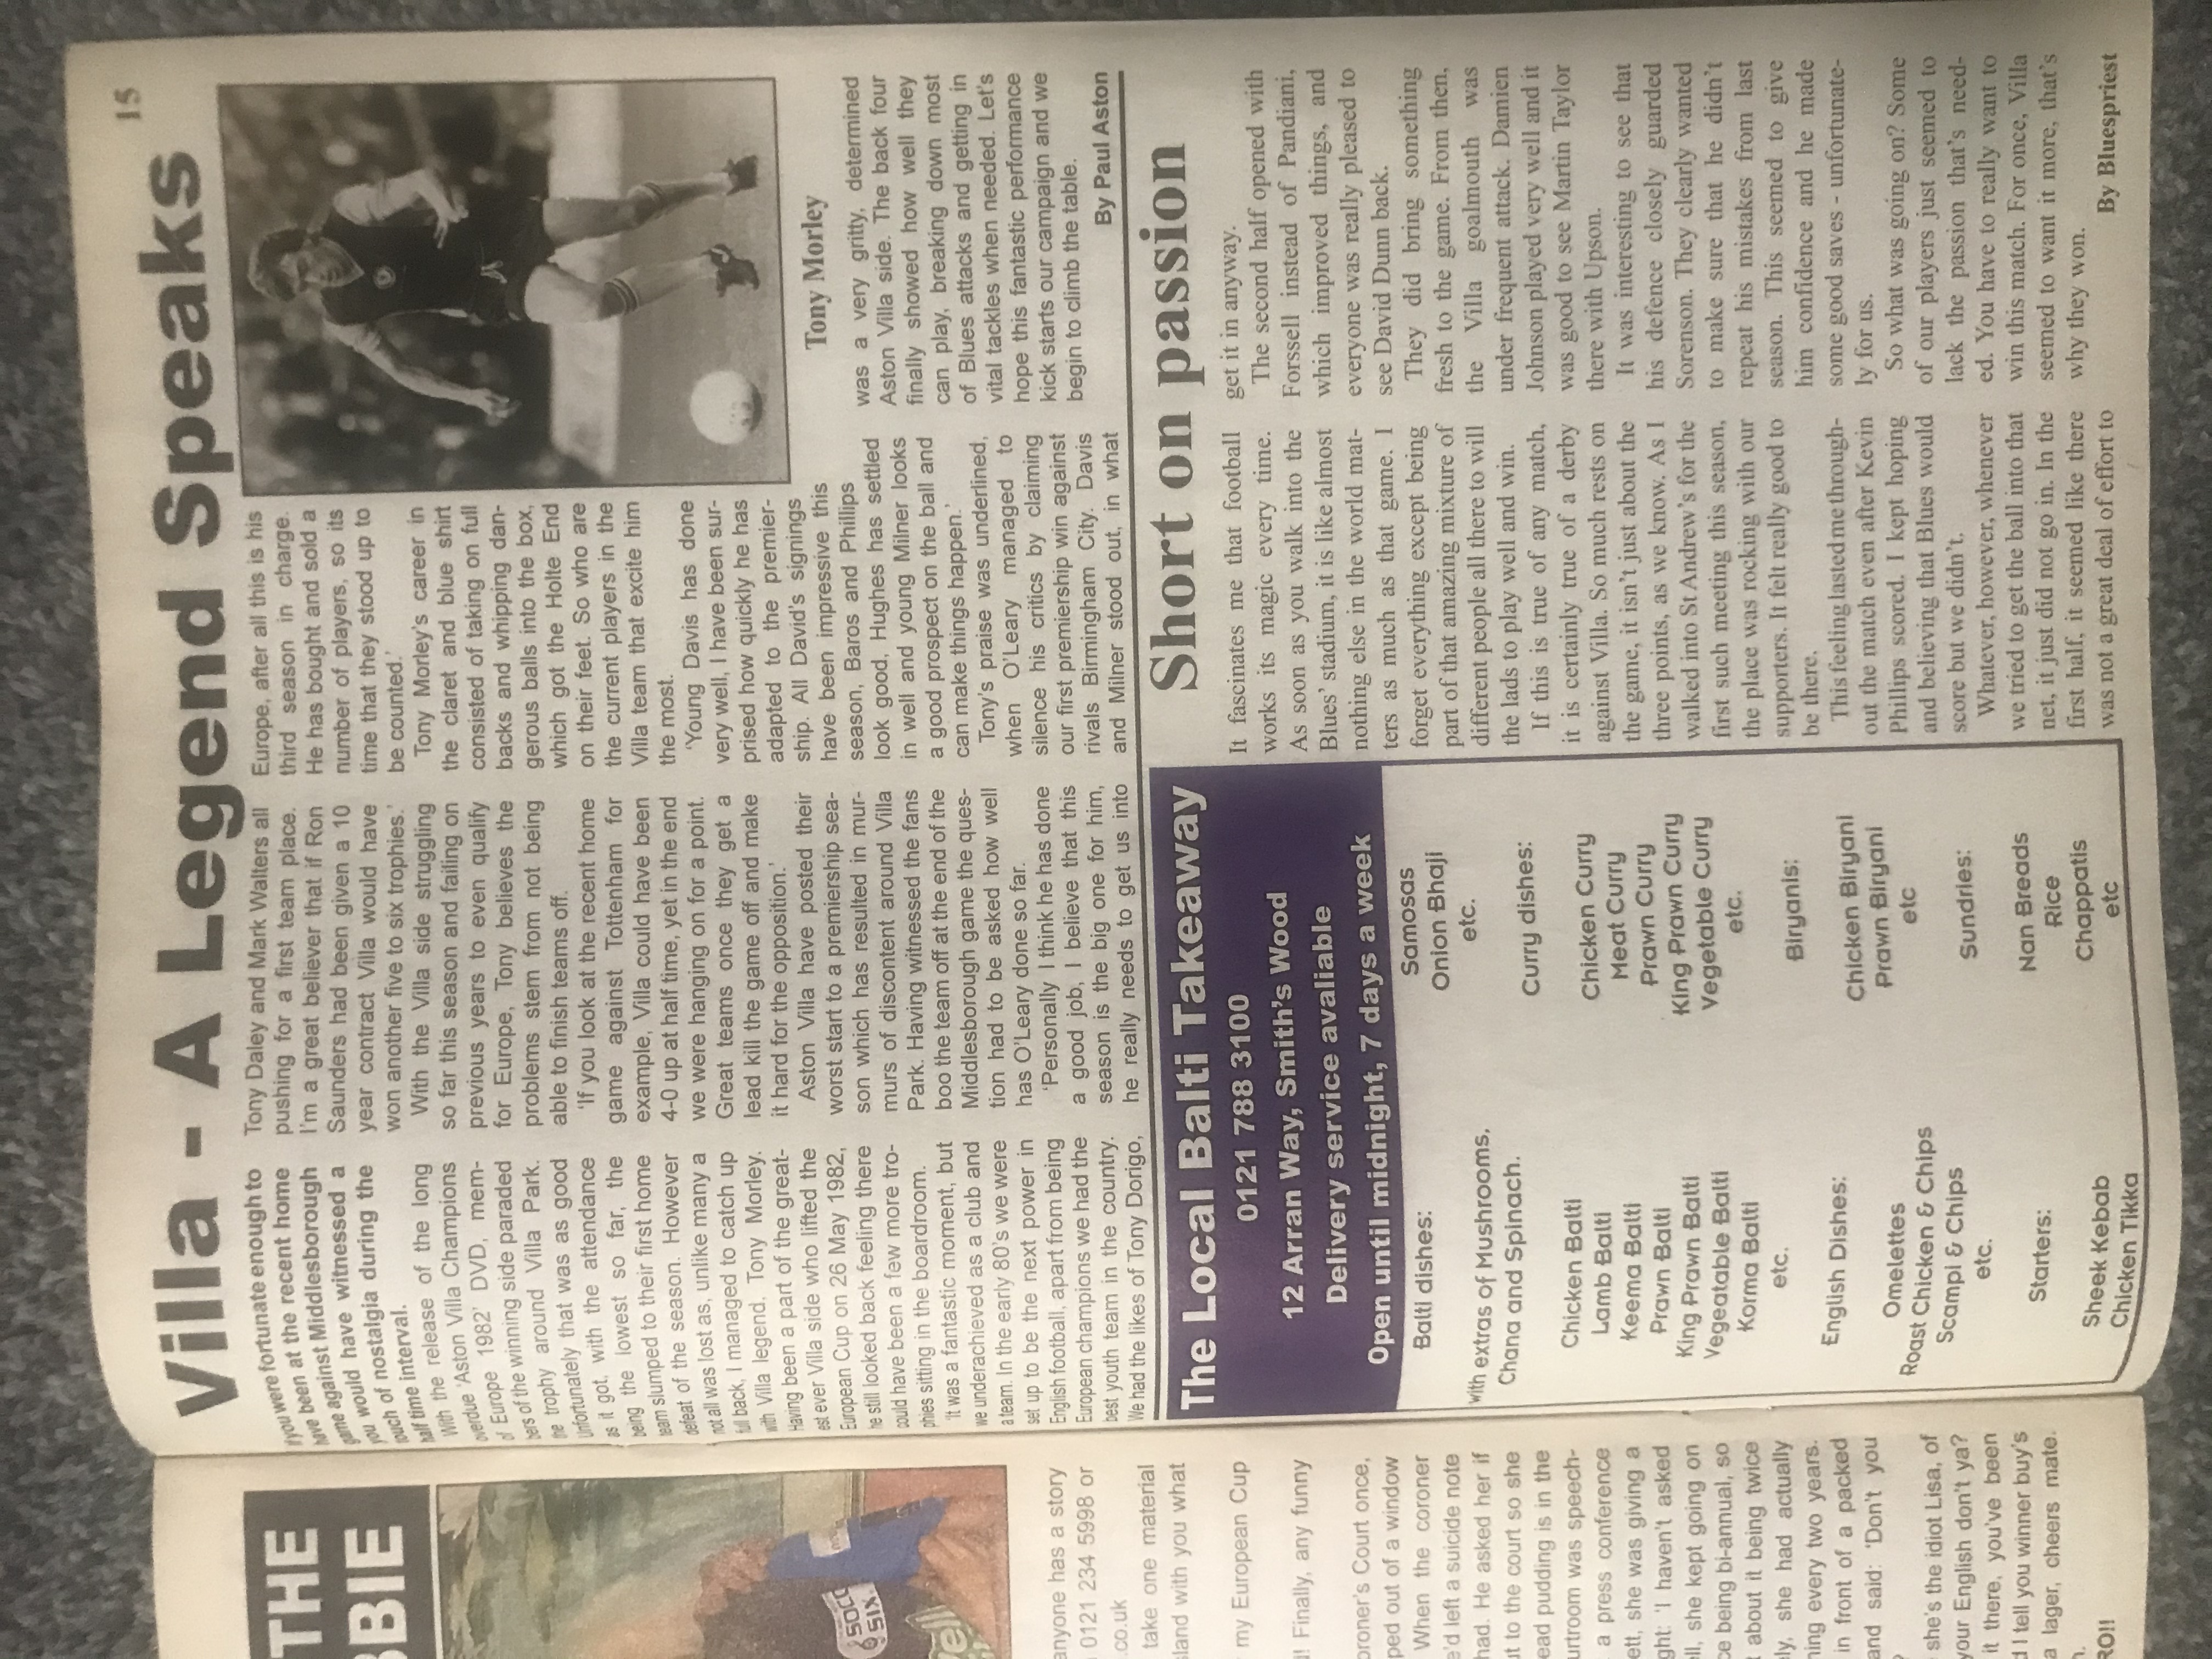 THE
BBIE
SOCC
SIX.
anyone has a story
0121 234 5998 or
.co.uk
take one material
sland with you what
my European Cup
d! Finally, any funny
oroner's Court once,
ped out of a window
When the coroner
e'd left a suicide note
had. He asked her if
ut to the court so she
ead pudding is in the
urtroom was speech-
a press conference
ett, she was giving a
ght: 'I haven't asked
ell, she kept going on
ce being bi-annual, so
t about it being twice
ly, she had actually
ning every two years.
in front of a packed
and said: 'Don't you
?
she's the idiot Lisa, of
your English don't ya?
it there, you've been
d I tell you winner buy's
a lager, cheers mate.
n.
RO!!
15
Villa - A Legend Speaks
If you were fortunate enough to
have been at the recent home
game against Middlesborough
you would have witnessed a
touch of nostalgia during the
half time interval.
With the release of the long
overdue 'Aston Villa Champions
of Europe 1982' DVD, mem-
bers of the winning side paraded
the trophy around Villa Park.
Unfortunately that was as good
as it got, with the attendance
being the lowest so far, the
team slumped to their first home
defeat of the season. However
not all was lost as, unlike many a
full back, I managed to catch up
with Villa legend, Tony Morley.
Having been a part of the great-
est ever Villa side who lifted the
European Cup on 26 May 1982,
he still looked back feeling there
could have been a few more tro-
phies sitting in the boardroom.
'It was a fantastic moment, but
we underachieved as a club and
a team. In the early 80's we were
set up to be the next power in
English football, apart from being
European champions we had the
best youth team in the country.
We had the likes of Tony Dorigo,
Tony Daley and Mark Walters all
pushing for a first team place.
I'm a great believer that if Ron
Saunders had been given a 10
year contract Villa would have
won another five to six trophies.'
With the Villa side struggling
so far this season and failing on
previous years to even qualify
for Europe, Tony believes the
problems stem from not being
able to finish teams off.
'If you look at the recent home
game against Tottenham for
example, Villa could have been
4-0 up at half time, yet in the end
we were hanging on for a point.
Great teams once they get a
lead kill the game off and make
it hard for the opposition.'
Aston Villa have posted their
worst start to a premiership sea-
son which has resulted in mur-
murs of discontent around Villa
Park. Having witnessed the fans
boo the team off at the end of the
Middlesborough game the ques-
tion had to be asked how well
has O'Leary done so far.
'Personally I think he has done
a good job, I believe that this
season is the big one for him,
he really needs to get us into
Europe, after all this is his
third season in charge.
He has bought and sold a
number of players, so its
time that they stood up to
be counted.'
Tony Morley's career in
the claret and blue shirt
consisted of taking on full
backs and whipping dan-
gerous balls into the box,
which got the Holte End
on their feet. So who are
the current players in the
Villa team that excite him
the most.
'Young Davis has done
very well, I have been sur-
prised how quickly he has
adapted to the premier-
ship. All David's signings
have been impressive this
season, Baros and Phillips
look good, Hughes has settled
in well and young Milner looks
a good prospect on the ball and
can make things happen.'
Tony's praise was underlined,
when O'Leary managed to
silence his critics by claiming
our first premiership win against
rivals Birmingham City. Davis
and Milner stood out, in what
Tony Morley
was a very gritty, determined
Aston Villa side. The back four
finally showed how well they
can play, breaking down most
of Blues attacks and getting in
vital tackles when needed. Let's
hope this fantastic performance
kick starts our campaign and we
begin to climb the table.
By Paul Aston
The Local Balti Takeaway
0121 788 3100
12 Arran Way, Smith's Wood
Delivery service avaliable
Open until midnight, 7 days a week
Balti dishes:
with extras of Mushrooms,
Chana and Spinach.
Chicken Balti
Lamb Balti
Keema Balti
Prawn Balti
King Prawn Balti
Vegeatable Balti
Korma Balti
etc.
English Dishes:
Omelettes
Roast Chicken & Chips
Scampi & Chips
etc.
Starters:
Sheek Kebab
Chicken Tikka
Samosas
Onion Bhaji
etc.
Curry dishes:
Chicken Curry
Meat Curry
Prawn Curry
King Prawn Curry
Vegetable Curry
etc.
Biryanis:
Chicken Biryani
Prawn Biryani
etc
Sundries:
Nan Breads
Rice
Chappatis
etc
Short on passion
It fascinates me that football
works its magic every time.
As soon as you walk into the
Blues' stadium, it is like almost
nothing else in the world mat-
ters as much as that game. I
forget everything except being
part of that amazing mixture of
different people all there to will
the lads to play well and win.
If this is true of any match,
it is certainly true of a derby
against Villa. So much rests on
the game, it isn't just about the
three points, as we know. As I
walked into St Andrew's for the
first such meeting this season,
the place was rocking with our
supporters. It felt really good to
be there.
This feeling lasted me through-
out the match even after Kevin
Phillips scored. I kept hoping
and believing that Blues would
score but we didn't.
Whatever, however, whenever
we tried to get the ball into that
net, it just did not go in. In the
first half, it seemed like there
was not a great deal of effort to
get it in anyway.
The second half opened with
Forssell instead of Pandiani,
which improved things, and
everyone was really pleased to
see David Dunn back.
They did bring something
fresh to the game. From then,
the Villa goalmouth was
under frequent attack. Damien
Johnson played very well and it
was good to see Martin Taylor
there with Upson.
It was interesting to see that
his defence closely guarded
Sorenson. They clearly wanted
to make sure that he didn't
repeat his mistakes from last
season. This seemed to give
him confidence and he made
some good saves - unfortunate-
ly for us.
So what was going on? Some
of our players just seemed to
lack the passion that's need-
ed. You have to really want to
win this match. For once, Villa
seemed to want it more, that's
why they won.
By Bluespriest